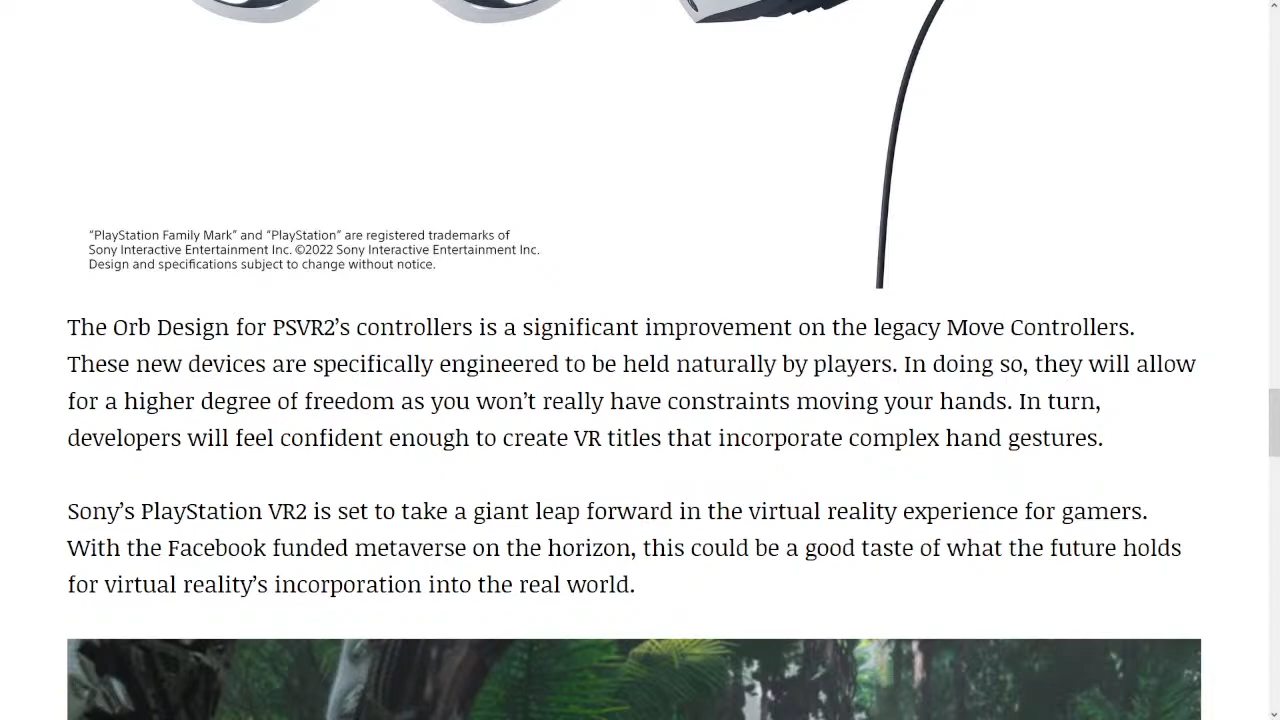 “PlayStation Family Mark” and “PlayStation” are registered trademarks of
Sony Interactive Entertainment Inc. ©2022 Sony Interactive Entertainment Inc.
Design and specifications subject to change without notice.
The Orb Design for PSVR2’s controllers is a significant improvement on the legacy Move Controllers.
These new devices are specifically engineered to be held naturally by players. In doing so, they will allow
for a higher degree of freedom as you won’t really have constraints moving your hands. In turn,
developers will feel confident enough to create VR titles that incorporate complex hand gestures.
Sony’s PlayStation VR2 is set to take a giant leap forward in the virtual reality experience for gamers.
With the Facebook funded metaverse on the horizon, this could be a good taste of what the future holds
for virtual reality’s incorporation into the real world.